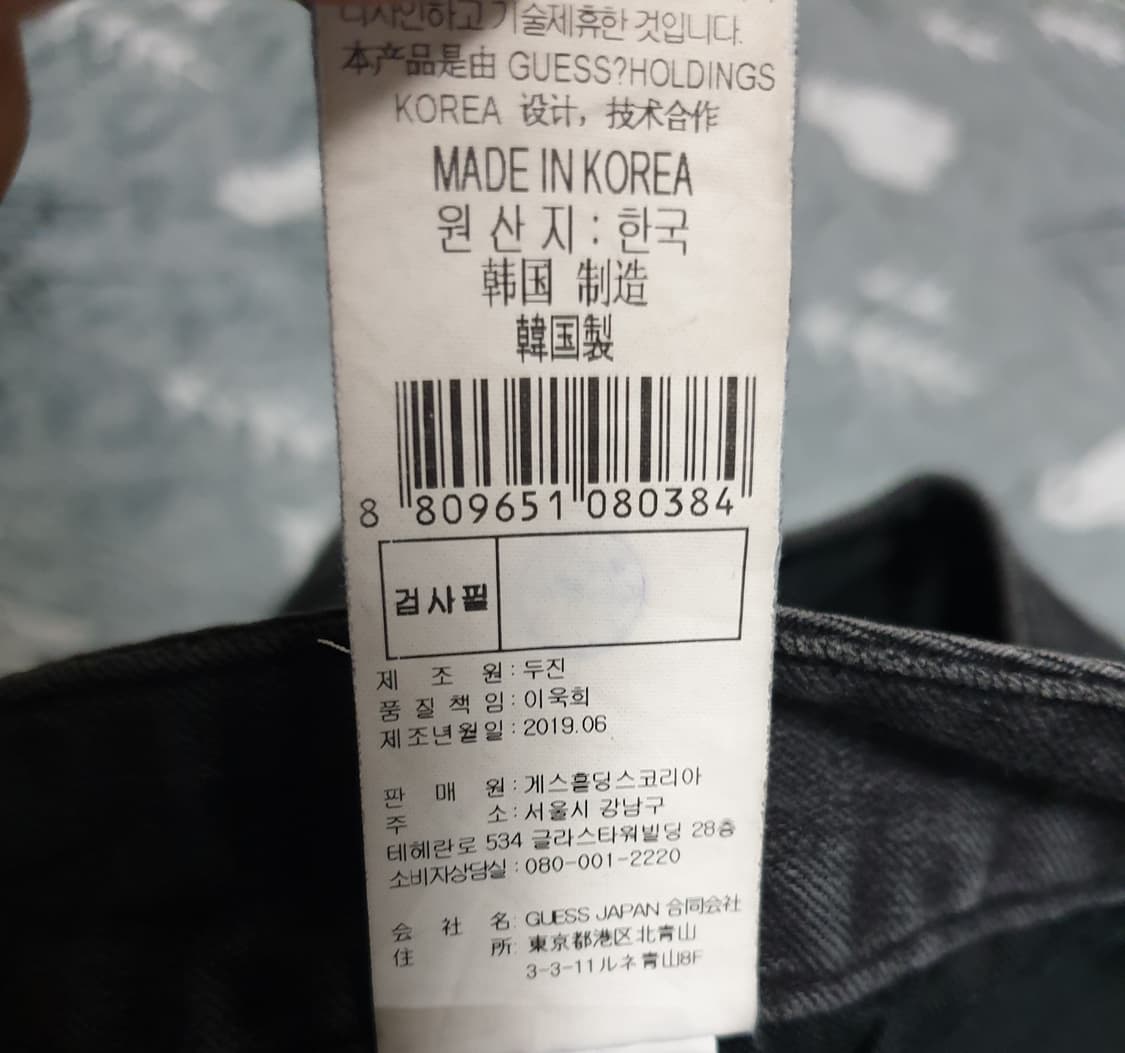 디자인하고 기술제휴한 것입니다.
本产品是由 GUESS?HOLDINGS
KOREA 设计，技术合作
MADE IN KOREA
원 산 지 : 한국
韩国 制造
韓国製
8 809651 080384
검사필
제 조 원 : 두진
품 질 책 임 : 이욱희
제조년월일 : 2019.06
판 매 원 : 게스홀딩스코리아
주 소 : 서울시 강남구
테헤란로 534 글라스타워빌딩 28층
소비자상담실 : 080-001-2220
会 社 名: GUESS JAPAN 合同会社
住 所: 東京都港区北青山
3-3-11ルネ青山8F